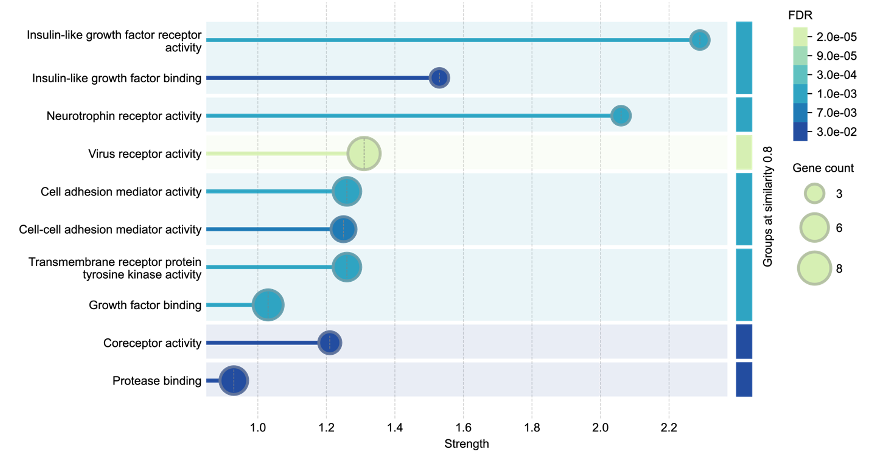 Insulin-like growth factor receptor
activity
Insulin-like growth factor binding
Neurotrophin receptor activity
Virus receptor activity
Cell adhesion mediator activity
Cell-cell adhesion mediator activity
Transmembrane receptor protein
tyrosine kinase activity
Growth factor binding
Coreceptor activity
Protease binding
1.0 1.2 1.4 1.6 1.8 2.0 2.2
Strength
Groups at similarity 0.8
FDR
2.0e-05
9.0e-05
3.0e-04
1.0e-03
7.0e-03
3.0e-02
Gene count
3
6
8